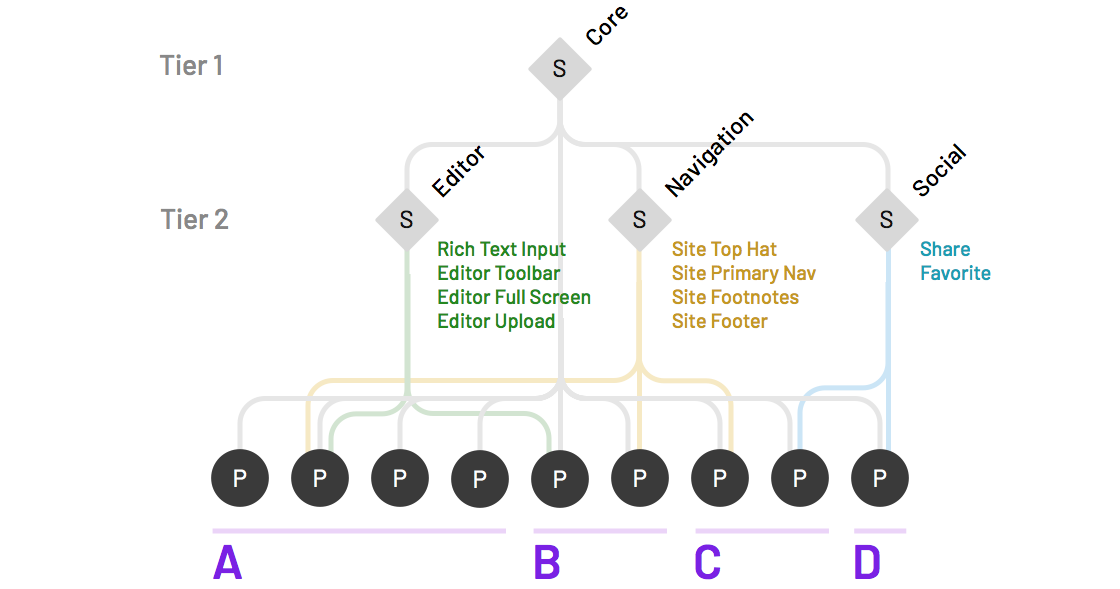 Core
Tier 1
S
Editor
Navigation
Social
Tier 2
S
S
S
Rich Text Input
Editor Toolbar
Editor Full Screen
Editor Upload
Site Top Hat
Site Primary Nav
Site Footnotes
Site Footer
Share
Favorite
P P P P P P P P P
A
B
C
D